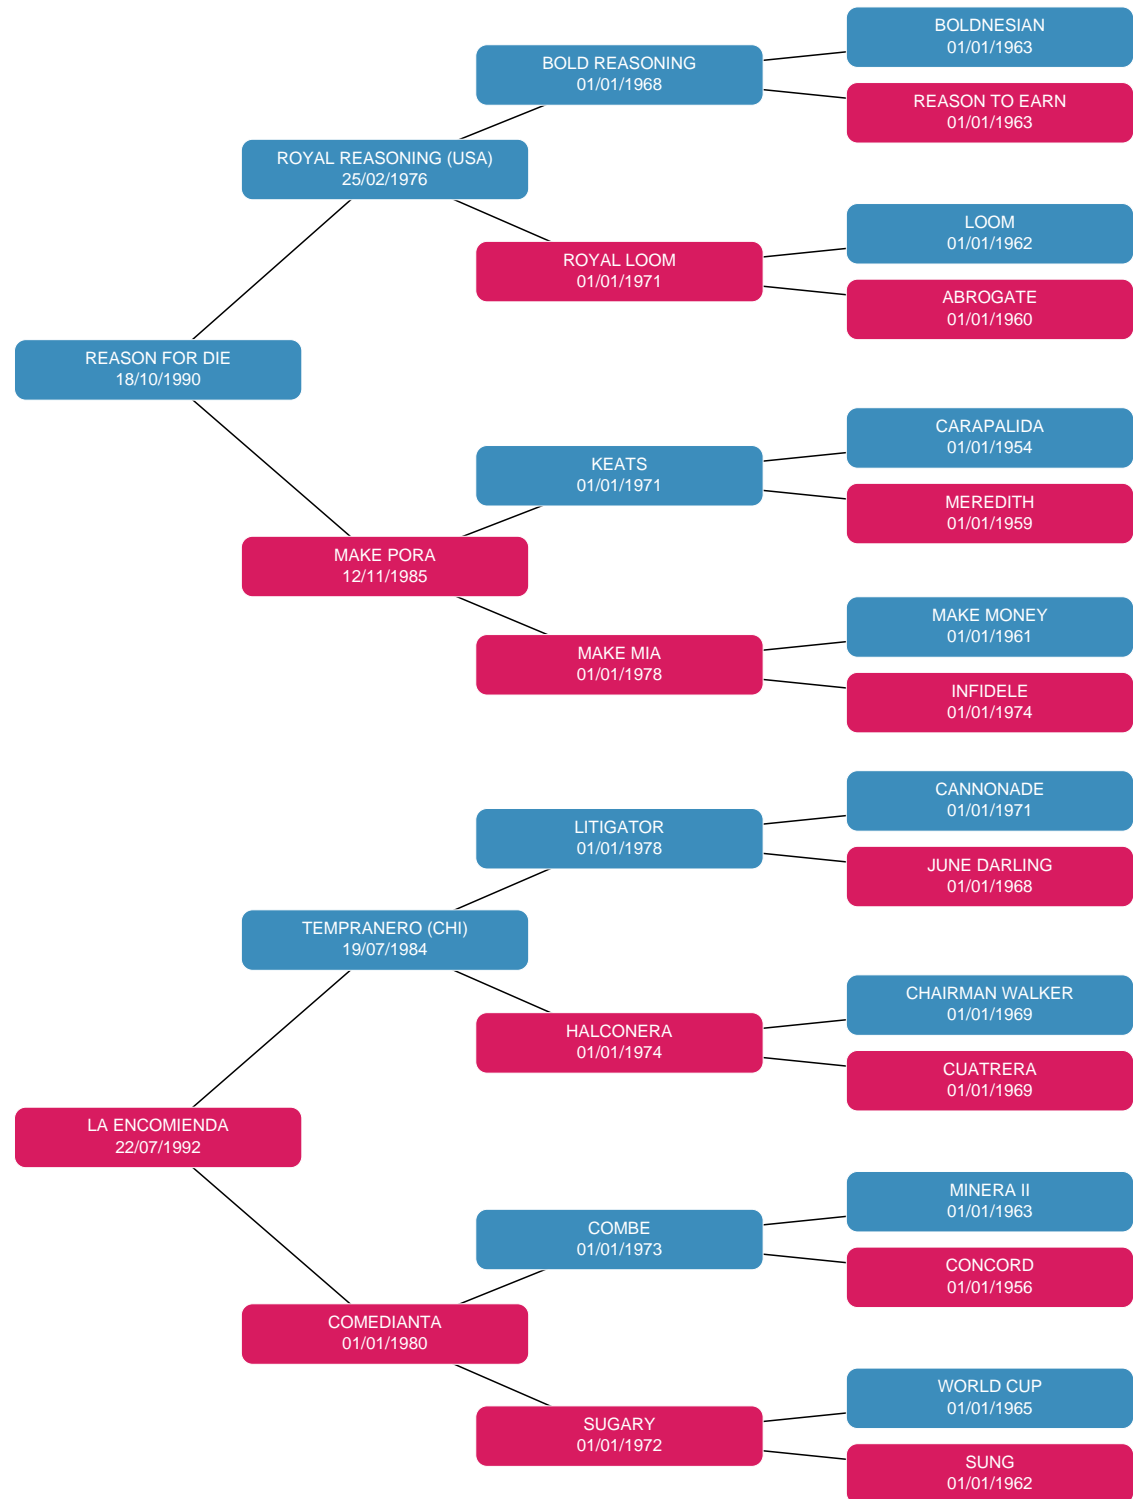 BOLDNESIAN
01/01/1963
BOLD REASONING
01/01/1968
REASON TO EARN
01/01/1963
ROYAL REASONING (USA)
25/02/1976
LOOM
01/01/1962
ROYAL LOOM
01/01/1971
ABROGATE
01/01/1960
REASON FOR DIE
18/10/1990
CARAPALIDA
01/01/1954
KEATS
01/01/1971
MEREDITH
01/01/1959
MAKE PORA
12/11/1985
MAKE MONEY
01/01/1961
MAKE MIA
01/01/1978
INFIDELE
01/01/1974
CANNONADE
01/01/1971
LITIGATOR
01/01/1978
JUNE DARLING
01/01/1968
TEMPRANERO (CHI)
19/07/1984
CHAIRMAN WALKER
01/01/1969
HALCONERA
01/01/1974
CUATRERA
01/01/1969
LA ENCOMIENDA
22/07/1992
MINERA II
01/01/1963
COMBE
01/01/1973
CONCORD
01/01/1956
COMEDIANTA
01/01/1980
WORLD CUP
01/01/1965
SUGARY
01/01/1972
SUNG
01/01/1962